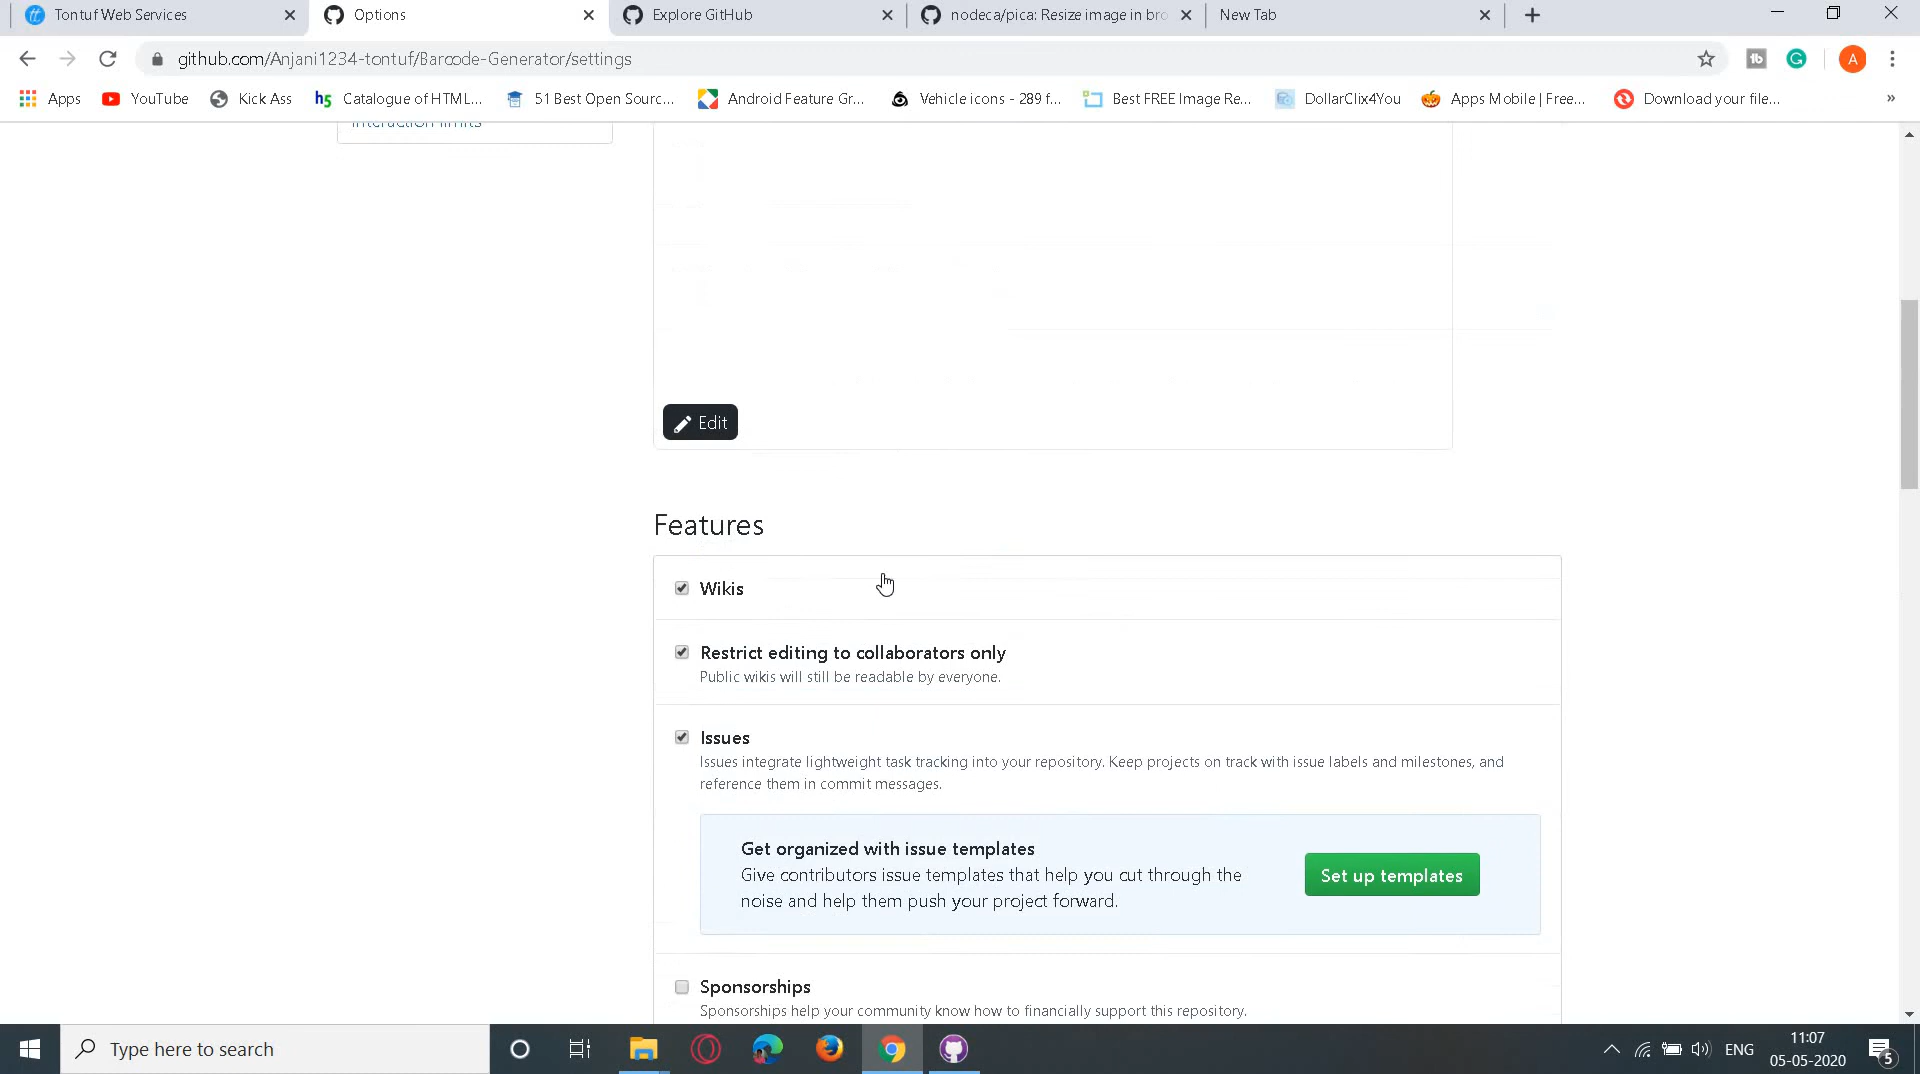 Tontuf Web Services
Options
Explore GitHub
nodeca/pica: Resize image in bro
New Tab
github.com/Anjani1234-tontuf/Barcode-Generator/settings
A
Apps
YouTube
Kick Ass
h5 Catalogue of HTML...
51 Best Open Sourc...
Android Feature Gr...
Vehicle icons - 289 f...
Best FREE Image Re...
DollarClix4You
Apps Mobile | Free...
Download your file...
»
Interaction limits
Edit
Features
Wikis
Restrict editing to collaborators only
Public wikis will still be readable by everyone.
Issues
Issues integrate lightweight task tracking into your repository. Keep projects on track with issue labels and milestones, and
reference them in commit messages.
Get organized with issue templates
Give contributors issue templates that help you cut through the
noise and help them push your project forward.
Set up templates
Sponsorships
Sponsorships help your community know how to financially support this repository.
Type here to search
ENG
11:07
05-05-2020
5